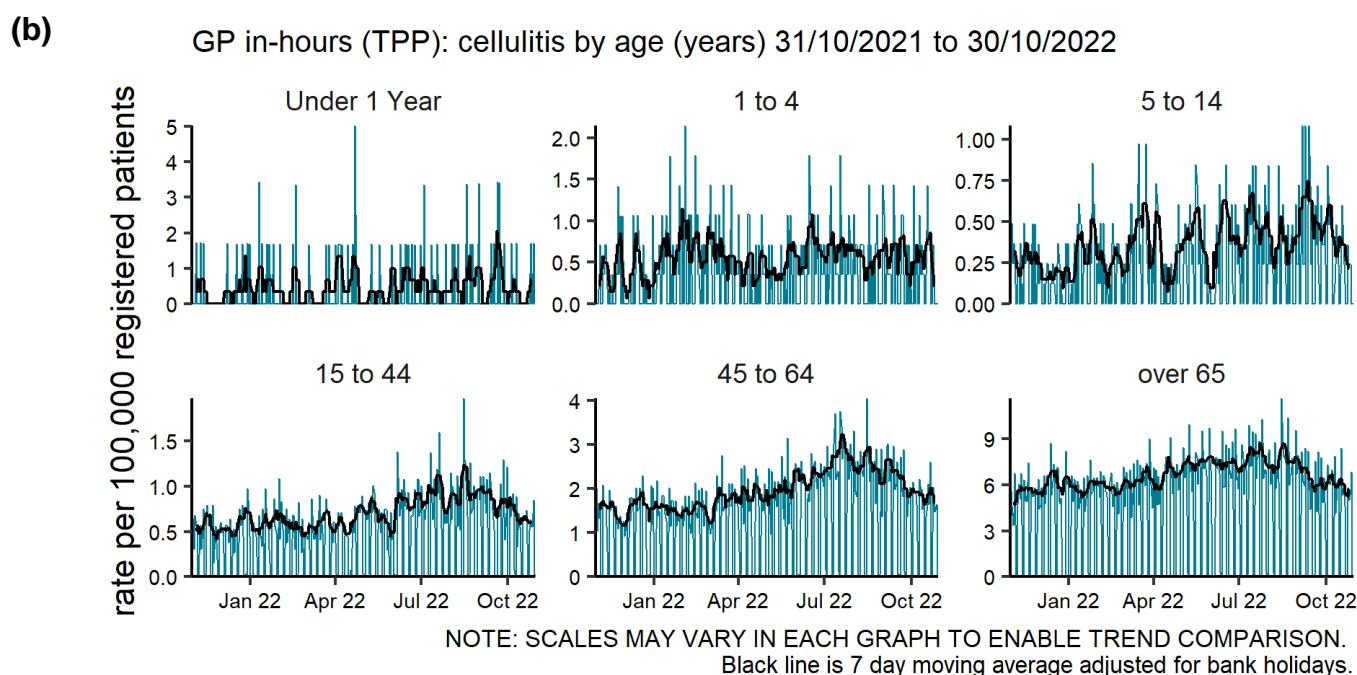 (b)
GP in-hours (TPP): cellulitis by age (years) 31/10/2021 to 30/10/2022
rate per 100,000 registered patients
Under 1 Year
5
4
3
2
1
0
1 to 4
2.0
1.5
1.0
0.5
0.0
5 to 14
1.00
0.75
0.50
0.25
0.00
15 to 44
1.5
1.0
0.5
0.0
Jan 22 Apr 22 Jul 22 Oct 22
45 to 64
4
3
2
1
0
Jan 22 Apr 22 Jul 22 Oct 22
over 65
9
6
3
0
Jan 22 Apr 22 Jul 22 Oct 22
NOTE: SCALES MAY VARY IN EACH GRAPH TO ENABLE TREND COMPARISON.
Black line is 7 day moving average adjusted for bank holidays.